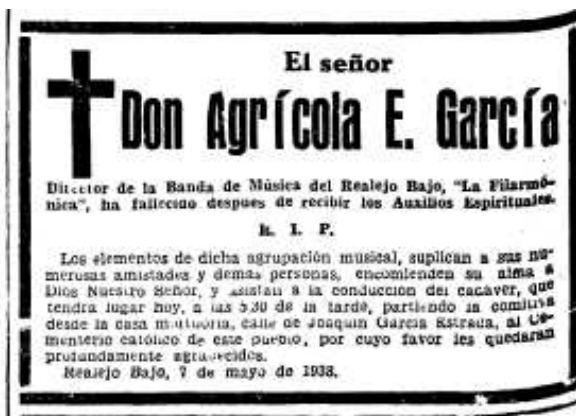 El señor
Don Agrícola E. García
Director de la Banda de Música del Realejo Bajo, "La Filarmó-
nica", ha fallecido despues de recibir los Auxilios Espirituales.
R. I. P.
Los elementos de dicha agrupación musical, suplican a sus nu-
merosas amistades y demás personas, encomienden su alma a
Dios Nuestro Señor, y asistan a la conducción del cadáver, que
tendrá lugar hoy, a las 5'30 de la tarde, partiendo la comitiva
desde la casa mortuoria, calle de Joaquín García Estrada, al Ce-
menterio católico de este pueblo, por cuyo favor les quedarán
profundamente agradecidos.
Realejo Bajo, 7 de mayo de 1938.